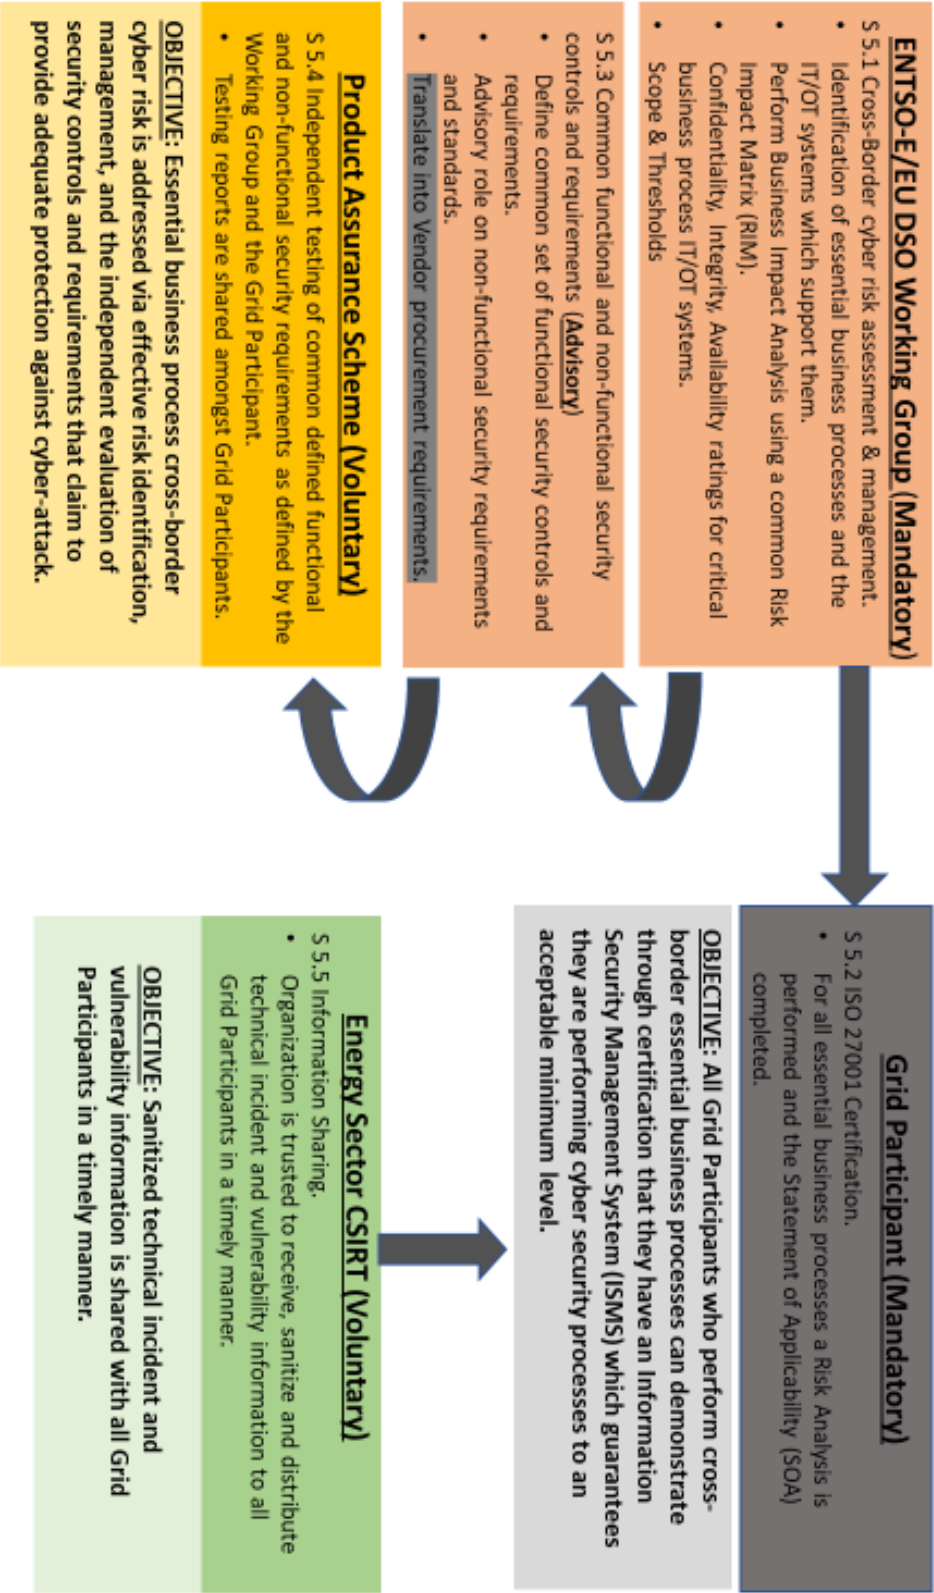 ENTSO-E/EU DSO Working Group (Mandatory)
S 5.1 Cross-Border cyber risk assessment & management.
• Identification of essential business processes and the
IT/OT systems which support them.
• Perform Business Impact Analysis using a common Risk
Impact Matrix (RIM).
• Confidentiality, Integrity, Availability ratings for critical
business process IT/OT systems.
• Scope & Thresholds
S 5.3 Common functional and non-functional security
controls and requirements (Advisory)
• Define common set of functional security controls and
requirements.
• Advisory role on non-functional security requirements
and standards.
• Translate into Vendor procurement requirements.
Product Assurance Scheme (Voluntary)
S 5.4 Independent testing of common defined functional
and non-functional security requirements as defined by the
Working Group and the Grid Participant.
• Testing reports are shared amongst Grid Participants.
OBJECTIVE: Essential business process cross-border
cyber risk is addressed via effective risk identification,
management, and the independent evaluation of
security controls and requirements that claim to
provide adequate protection against cyber-attack.
Grid Participant (Mandatory)
S 5.2 ISO 27001 Certification.
• For all essential business processes a Risk Analysis is
performed and the Statement of Applicability (SOA)
completed.
OBJECTIVE: All Grid Participants who perform cross-
border essential business processes can demonstrate
through certification that they have an Information
Security Management System (ISMS) which guarantees
they are performing cyber security processes to an
acceptable minimum level.
Energy Sector CSIRT (Voluntary)
S 5.5 Information Sharing.
• Organization is trusted to receive, sanitize and distribute
technical incident and vulnerability information to all
Grid Participants in a timely manner.
OBJECTIVE: Sanitized technical incident and
vulnerability information is shared with all Grid
Participants in a timely manner.